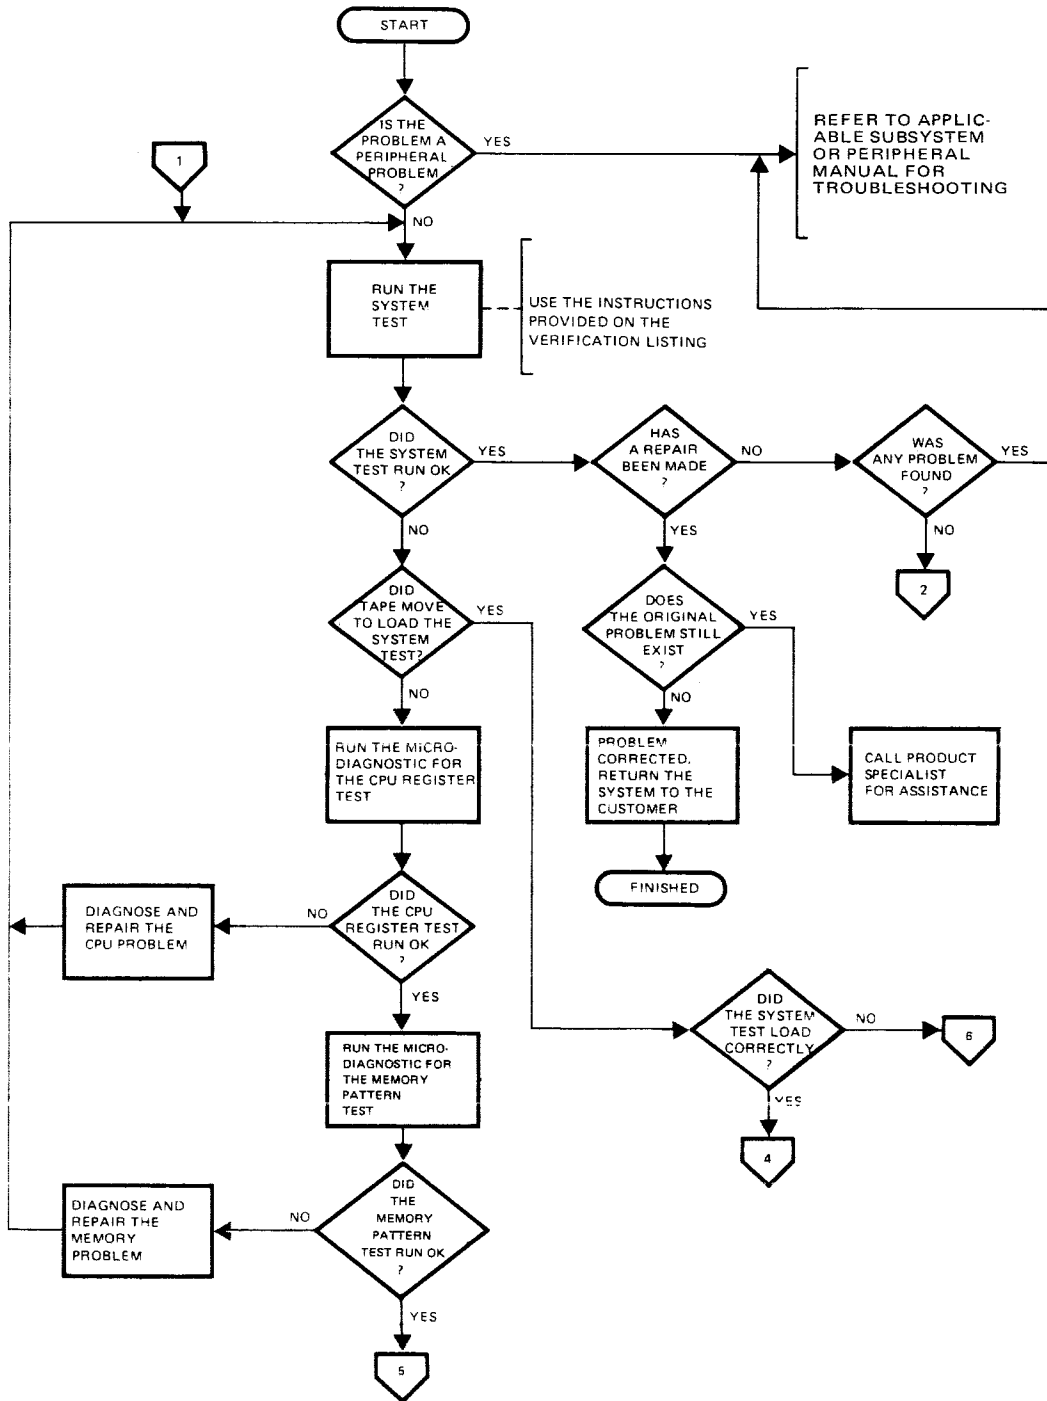 START
IS THE
PROBLEM A
PERIPHERAL
PROBLEM
?
YES
REFER TO APPLIC-
ABLE SUBSYSTEM
OR PERIPHERAL
MANUAL FOR
TROUBLESHOOTING
1
NO
RUN THE
SYSTEM
TEST
USE THE INSTRUCTIONS
PROVIDED ON THE
VERIFICATION LISTING
DID
THE SYSTEM
TEST RUN OK
?
YES
HAS
A REPAIR
BEEN MADE
?
NO
WAS
ANY PROBLEM
FOUND
?
YES
NO
YES
NO
2
DID
TAPE MOVE
TO LOAD THE
SYSTEM
TEST?
YES
DOES
THE ORIGINAL
PROBLEM STILL
EXIST
?
YES
NO
NO
RUN THE MICRO-
DIAGNOSTIC FOR
THE CPU REGISTER
TEST
PROBLEM
CORRECTED,
RETURN THE
SYSTEM TO THE
CUSTOMER
CALL PRODUCT
SPECIALIST
FOR ASSISTANCE
FINISHED
DIAGNOSE AND
REPAIR THE
CPU PROBLEM
NO
DID
THE CPU
REGISTER TEST
RUN OK
?
YES
DID
THE SYSTEM
TEST LOAD
CORRECTLY
?
NO
6
YES
4
RUN THE MICRO-
DIAGNOSTIC FOR
THE MEMORY
PATTERN
TEST
DIAGNOSE AND
REPAIR THE
MEMORY
PROBLEM
NO
DID
THE
MEMORY
PATTERN
TEST RUN OK
?
YES
5